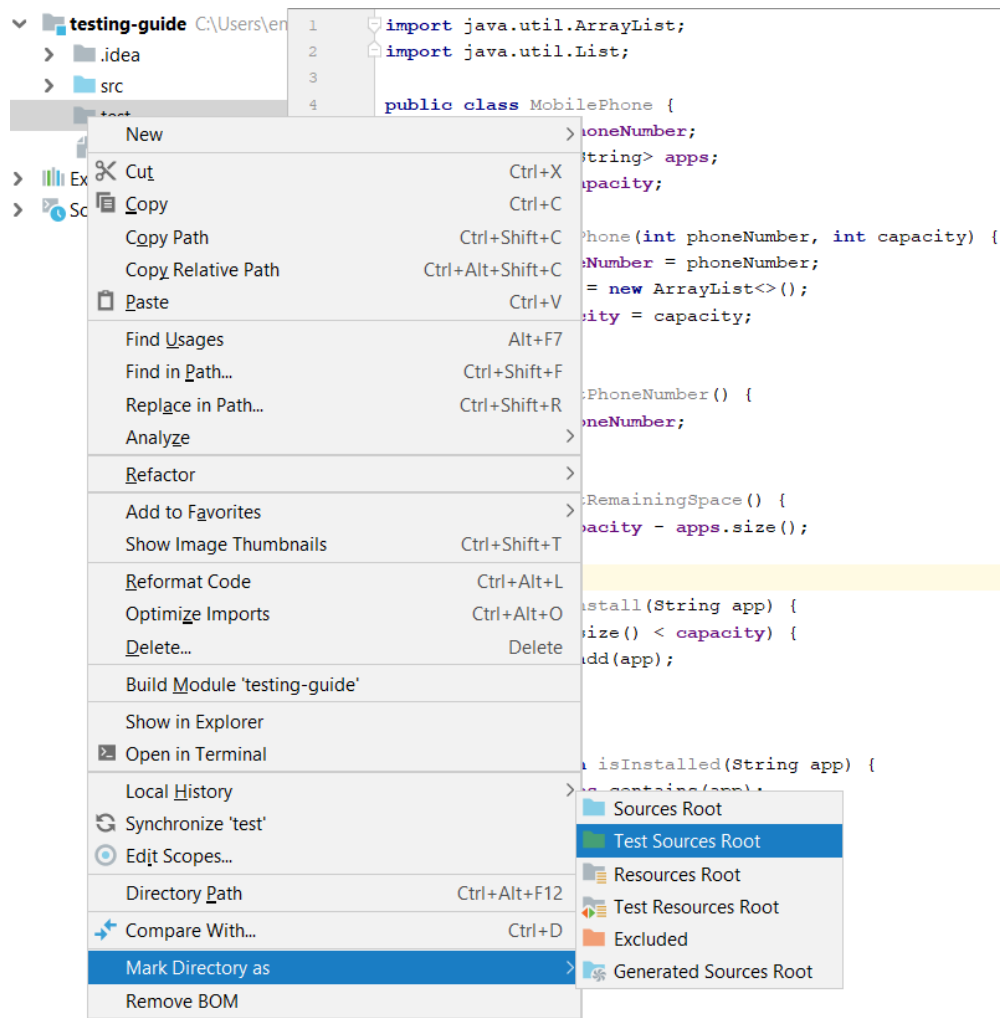 testing-guide C:\Users\en
.idea
src
test
Ex
Sc
1 import java.util.ArrayList;
2 import java.util.List;
3
4 public class MobilePhone {
honeNumber;
String> apps;
apacity;
Phone(int phoneNumber, int capacity) {
eNumber = phoneNumber;
= new ArrayList<>();
city = capacity;
tPhoneNumber() {
oneNumber;
tRemainingSpace() {
pacity - apps.size();
nstall(String app) {
size() < capacity) {
add(app);
n isInstalled(String app) {
ps.contains(app);
New
Cut Ctrl+X
Copy Ctrl+C
Copy Path Ctrl+Shift+C
Copy Relative Path Ctrl+Alt+Shift+C
Paste Ctrl+V
Find Usages Alt+F7
Find in Path... Ctrl+Shift+F
Replace in Path... Ctrl+Shift+R
Analyze
Refactor
Add to Favorites
Show Image Thumbnails Ctrl+Shift+T
Reformat Code Ctrl+Alt+L
Optimize Imports Ctrl+Alt+O
Delete... Delete
Build Module 'testing-guide'
Show in Explorer
Open in Terminal
Local History
Synchronize 'test'
Edit Scopes...
Directory Path Ctrl+Alt+F12
Compare With... Ctrl+D
Mark Directory as
Remove BOM
Sources Root
Test Sources Root
Resources Root
Test Resources Root
Excluded
Generated Sources Root